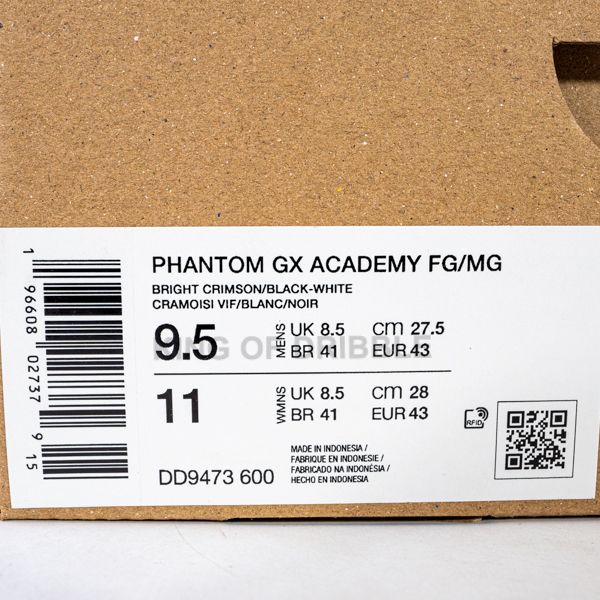 PHANTOM GX ACADEMY FG/MG
BRIGHT CRIMSON/BLACK-WHITE
CRAMOISI VIF/BLANC/NOIR
9.5 MENS UK 8.5 cm 27.5
BR 41 EUR 43
KING OF DRIBBLE
11 WMNS UK 8.5 cm 28
BR 41 EUR 43
RFID
MADE IN INDONESIA /
FABRIQUE EN INDONESIE /
FABRICADO NA INDONÉSIA /
HECHO EN INDONESIA
DD9473 600
1 96608 02737 9 15